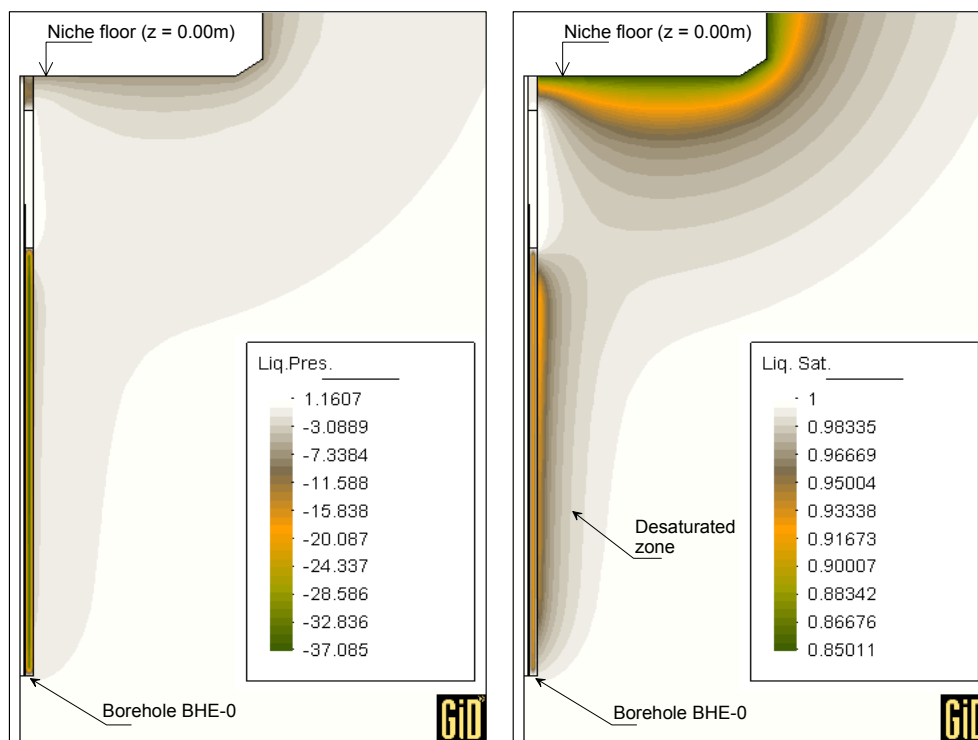 Niche floor (z = 0.00m)
Liq.Pres.
1.1607
-3.0889
-7.3384
-11.588
-15.838
-20.087
-24.337
-28.586
-32.836
-37.085
Borehole BHE-0
GiD
Niche floor (z = 0.00m)
Liq. Sat.
1
0.98335
0.96669
0.95004
0.93338
0.91673
0.90007
0.88342
0.86676
0.85011
Desaturated
zone
Borehole BHE-0
GiD